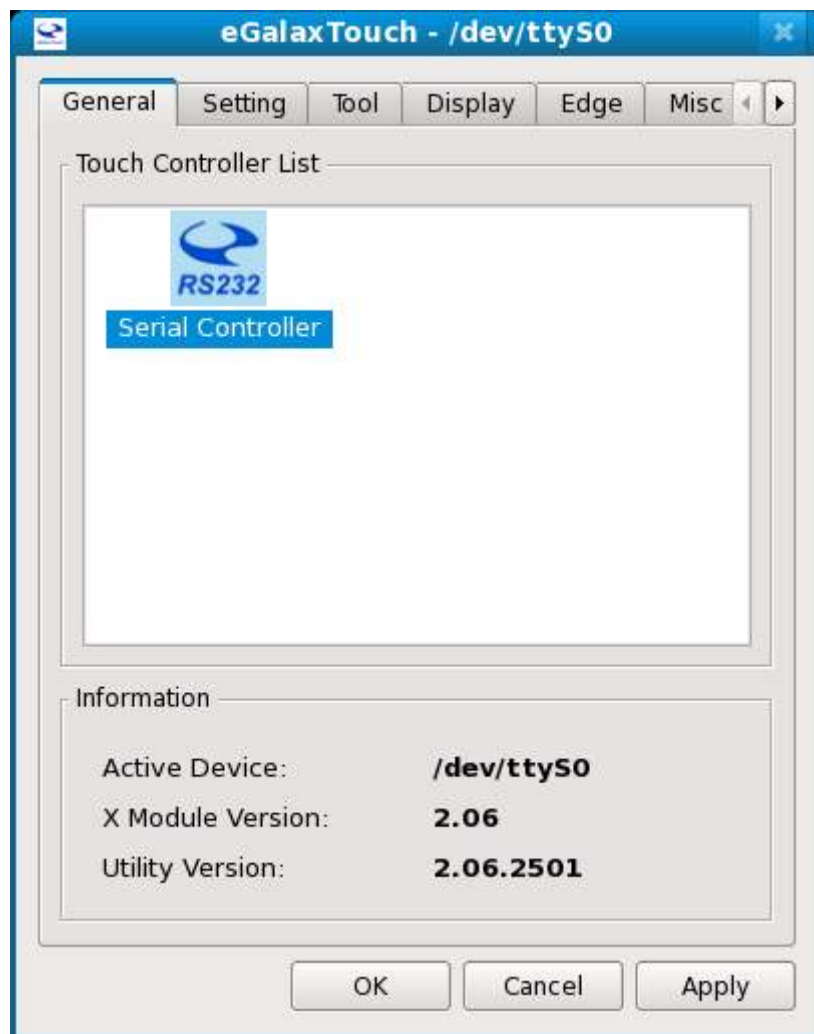 eGalaxTouch - /dev/ttyS0
General Setting Tool Display Edge Misc
Touch Controller List
RS232
Serial Controller
Information
Active Device: /dev/ttyS0
X Module Version: 2.06
Utility Version: 2.06.2501
OK Cancel Apply